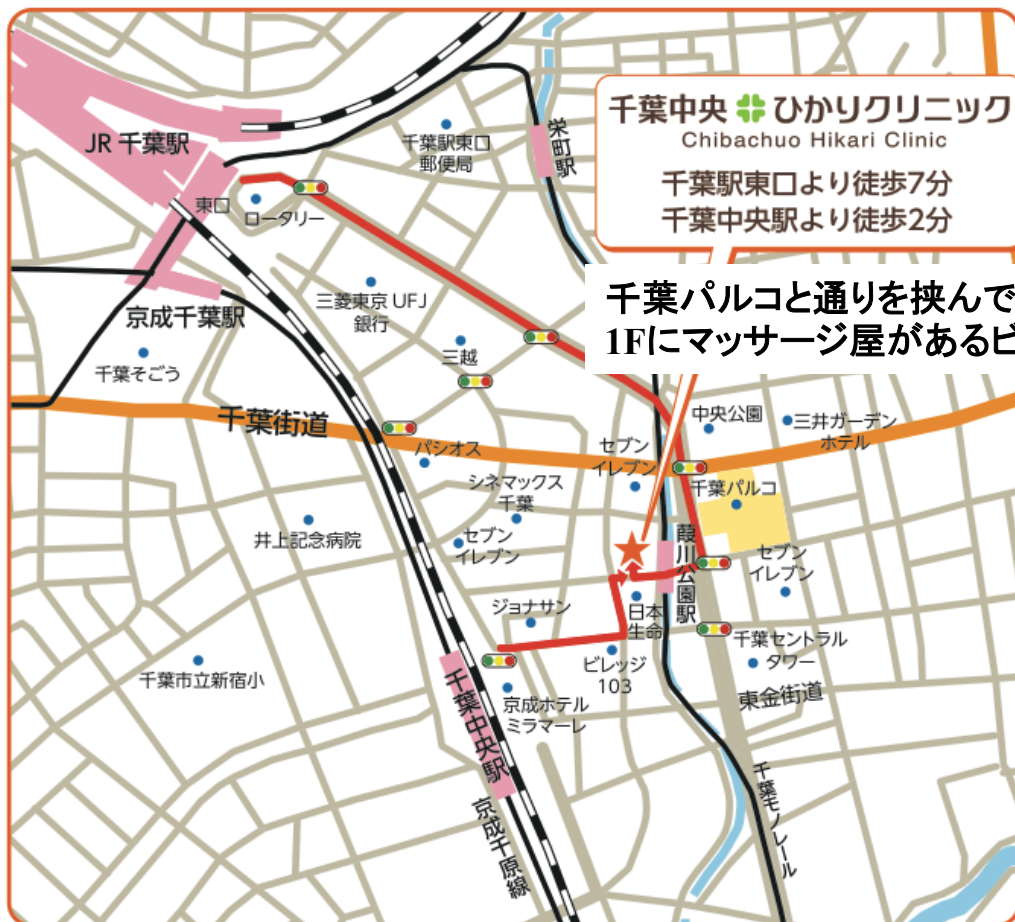 千葉中央 ひかりクリニック
Chibachuo Hikari Clinic
千葉駅東口より徒歩7分
千葉中央駅より徒歩2分
千葉パルコと通りを挟んで
1Fにマッサージ屋があるビ
JR 千葉駅
千葉駅東口
郵便局
栄町駅
東口
ロータリー
三菱東京 UFJ
銀行
京成千葉駅
千葉そごう
三越
千葉街道
パシオス
中央公園
三井ガーデン
ホテル
セブン
イレブン
シネマックス
千葉
千葉パルコ
井上記念病院
セブン
イレブン
葭川公園駅
セブン
イレブン
ジョナサン
日本
生命
千葉セントラル
タワー
ビレッジ
103
千葉市立新宿小
千葉中央駅
京成ホテル
ミラマーレ
東金街道
千葉モノレール
京成千原線